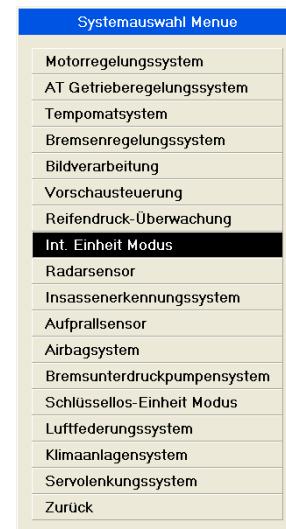 Systemauswahl Menue
Motorregelungssystem
AT Getrieberegelungssystem
Tempomatsystem
Bremsenregelungssystem
Bildverarbeitung
Vorschausteuerung
Reifendruck-Überwachung
Int. Einheit Modus
Radarsensor
Insassenerkennungssystem
Aufprallsensor
Airbagsystem
Bremsunterdruckpumpensystem
Schlüssellos-Einheit Modus
Luftfederungssystem
Klimaanlagensystem
Servolenkungssystem
Zurück